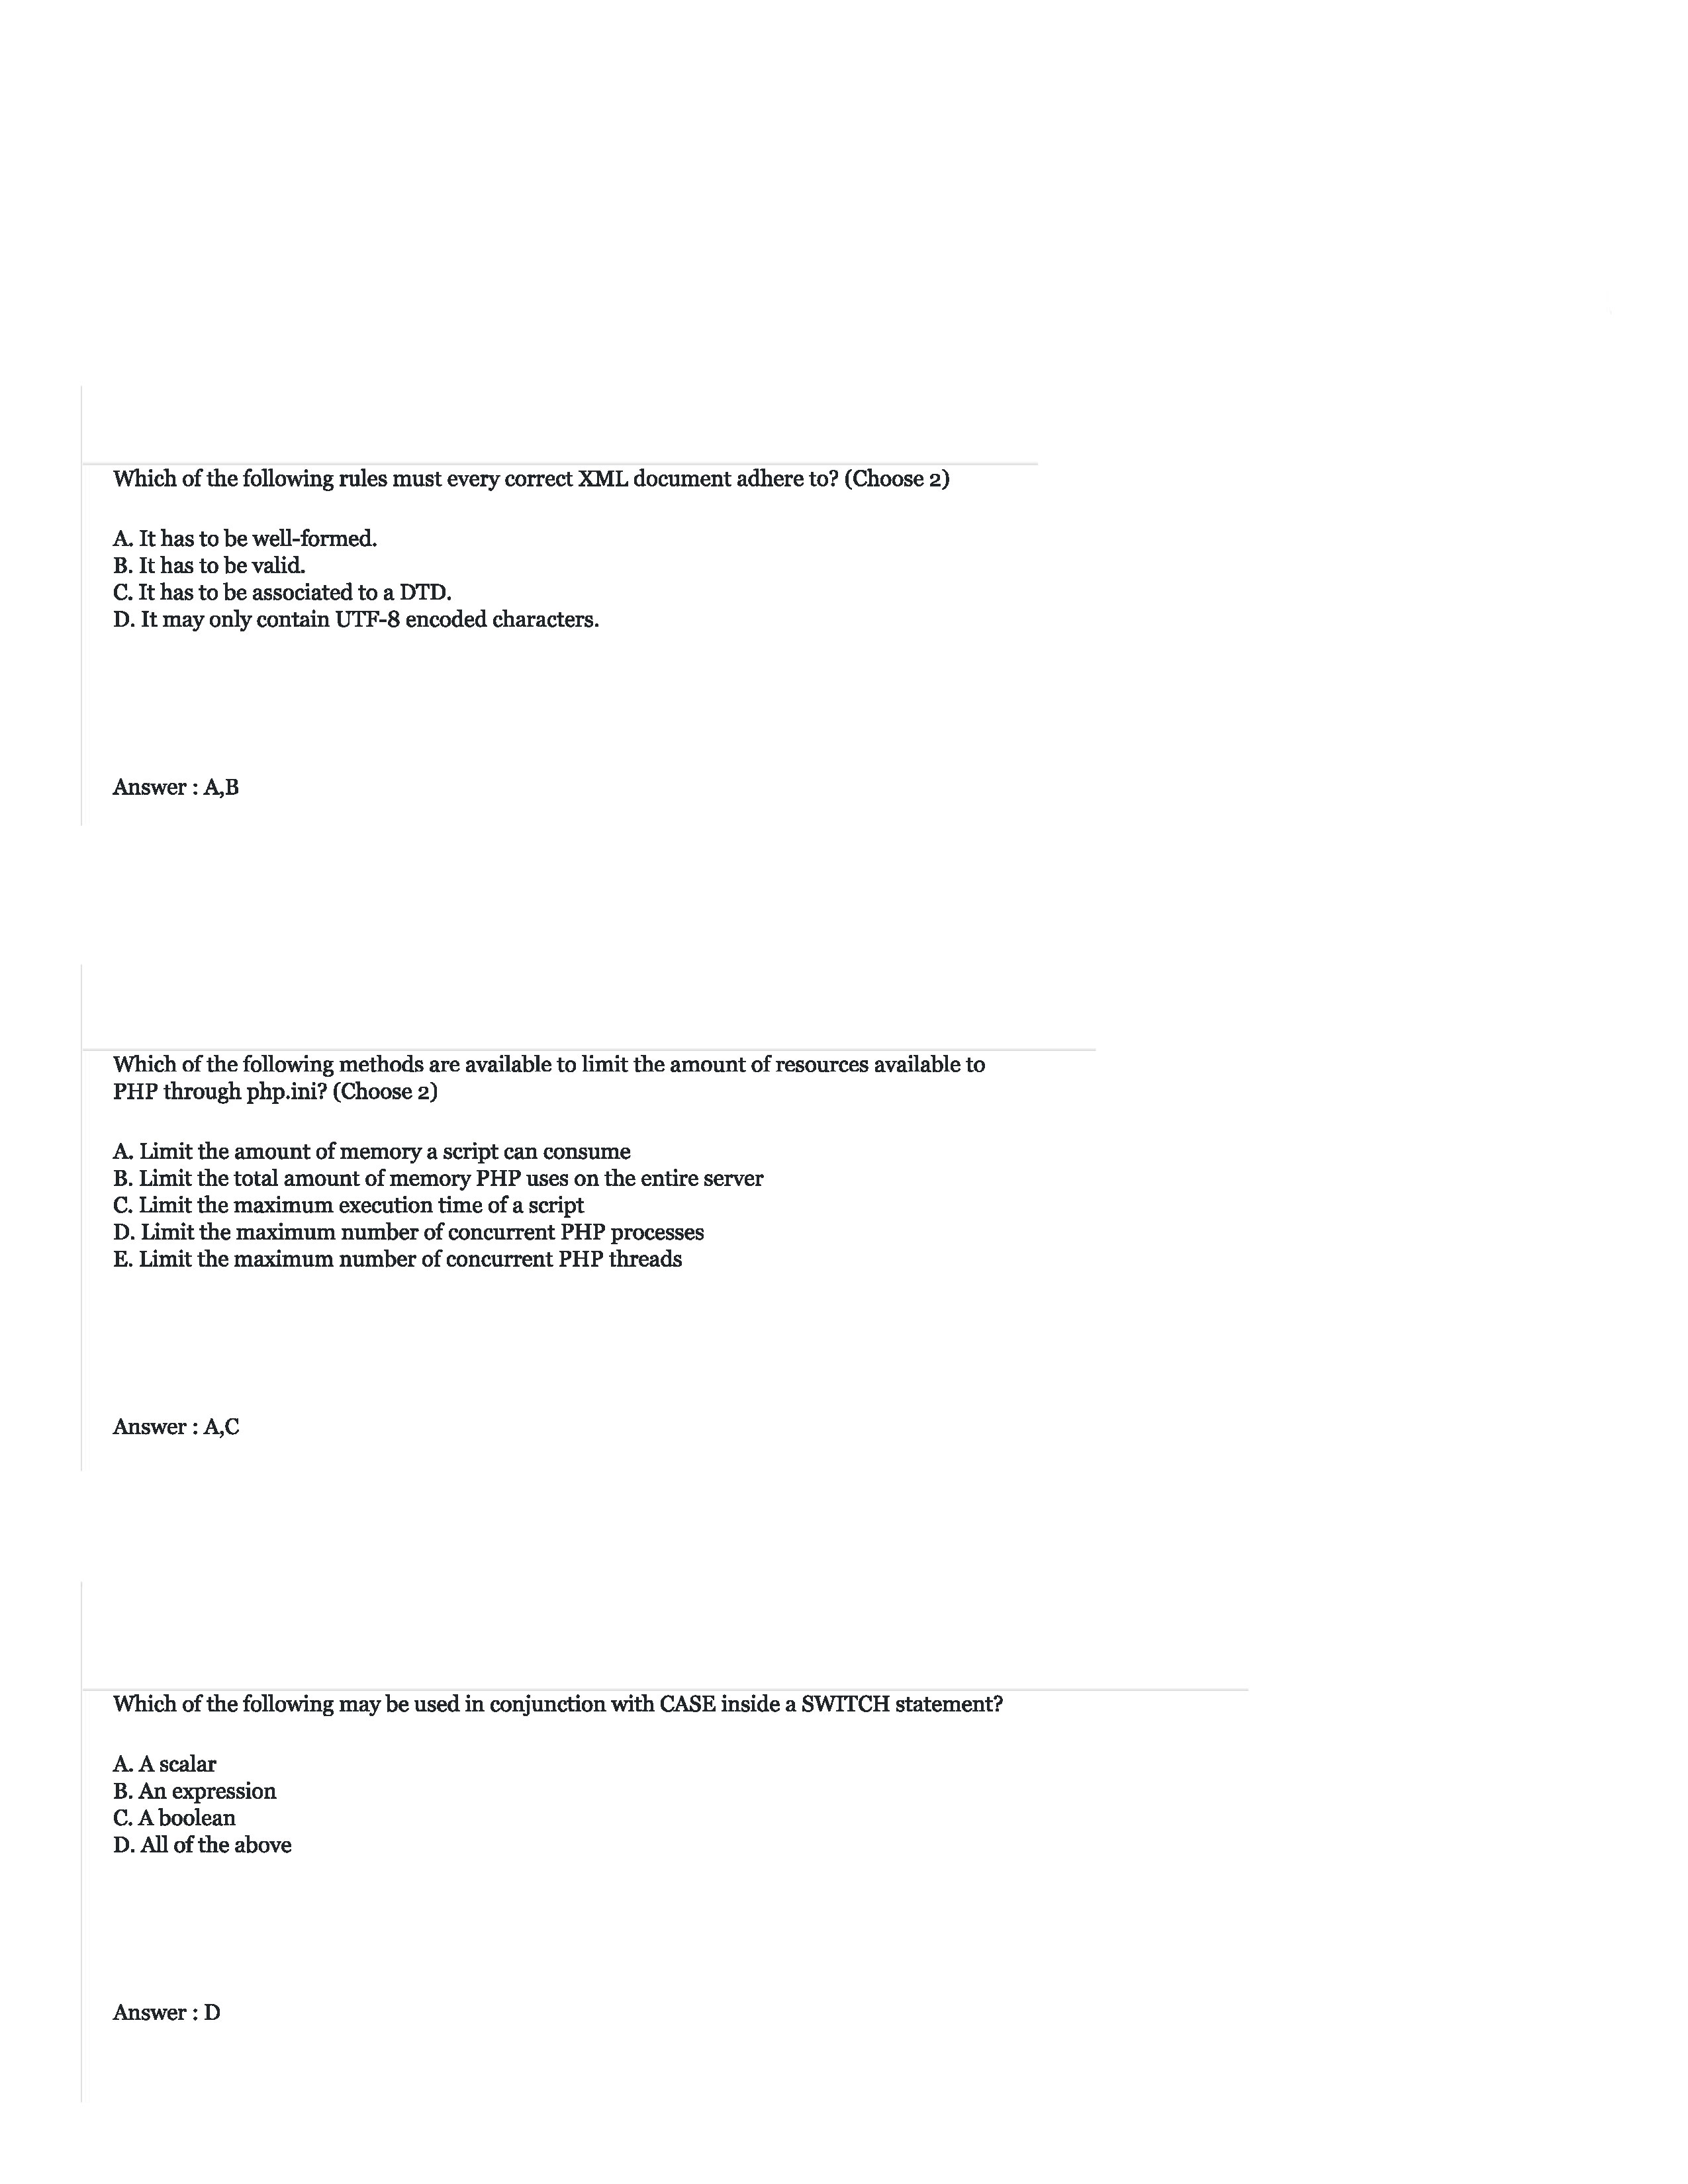 Which of the following rules must every correct XML document adhere to? (Choose 2)
A. It has to be well-formed.
B. It has to be valid.
C. It has to be associated to a DTD.
D. It may only contain UTF-8 encoded characters.
Answer : A,B
Which of the following methods are available to limit the amount of resources available to
PHP through php.ini? (Choose 2)
A. Limit the amount of memory a script can consume
B. Limit the total amount of memory PHP uses on the entire server
C. Limit the maximum execution time of a script
D. Limit the maximum number of concurrent PHP processes
E. Limit the maximum number of concurrent PHP threads
Answer : A,C
Which of the following may be used in conjunction with CASE inside a SWITCH statement?
A. A scalar
B. An expression
C. A boolean
D. All of the above
Answer : D